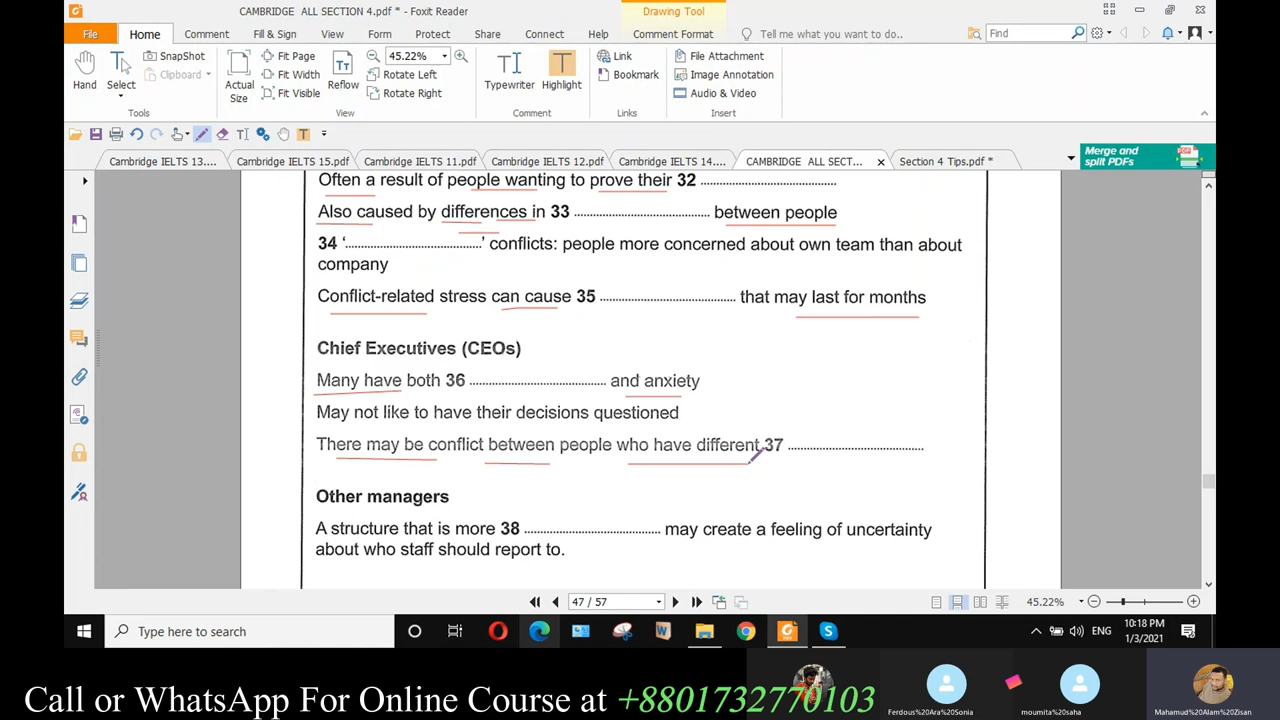 CAMBRIDGE ALL SECTION 4.pdf * - Foxit Reader
Drawing Tool
File Home Comment Fill & Sign View Form Protect Share Connect Help Comment Format Tell me what you want to do.. Find
Hand Select SnapShot Clipboard Actual Size Fit Page Fit Width Fit Visible Reflow 45.22% Rotate Left Rotate Right Typewriter Highlight Link Bookmark File Attachment Image Annotation Audio & Video
Tools View Comment Links Insert
Cambridge IELTS 13.... Cambridge IELTS 15.pdf Cambridge IELTS 11.pdf Cambridge IELTS 12.pdf Cambridge IELTS 14.... CAMBRIDGE ALL SECT... Section 4 Tips.pdf * Merge and split PDFs
Often a result of people wanting to prove their 32 ....................................
Also caused by differences in 33 .................................... between people
34 '....................................' conflicts: people more concerned about own team than about
company
Conflict-related stress can cause 35 .................................... that may last for months
Chief Executives (CEOs)
Many have both 36 .................................... and anxiety
May not like to have their decisions questioned
There may be conflict between people who have different 37 ....................................
Other managers
A structure that is more 38 .................................... may create a feeling of uncertainty
about who staff should report to.
47 / 57 45.22%
Type here to search ENG 10:18 PM
1/3/2021
Call or WhatsApp For Online Course at +8801732770103
Ferdous%20Ara%20Sonia moumita%20saha Mahamud%20Alam%20Zisan